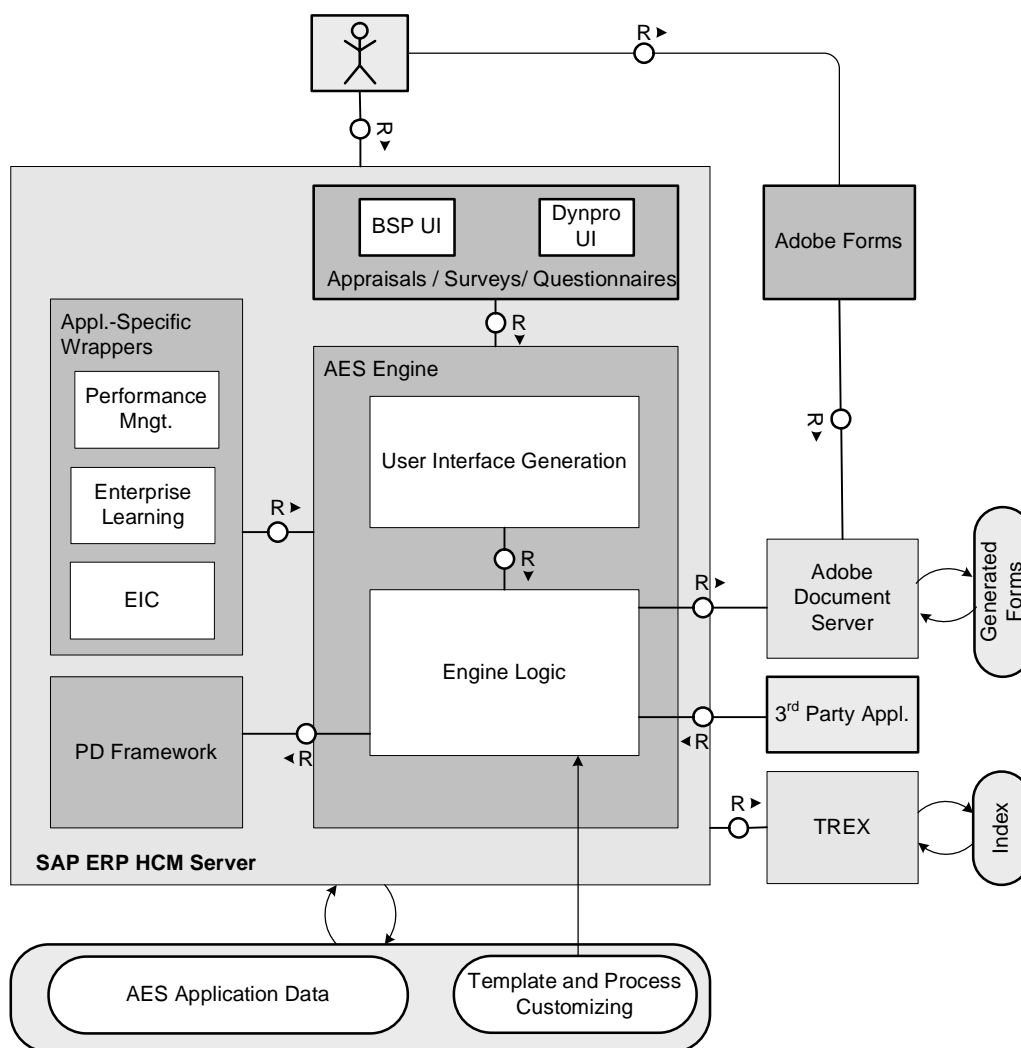 R
R
BSP UI
Dynpro
UI
Appraisals / Surveys/ Questionnaires
Adobe Forms
R
Appl.-Specific
Wrappers
Performance
Mngt.
Enterprise
Learning
EIC
AES Engine
User Interface Generation
R
R
R
Engine Logic
R
R
Adobe
Document
Server
Generated
Forms
3rd Party Appl.
R
PD Framework
R
R
TREX
Index
SAP ERP HCM Server
AES Application Data
Template and Process
Customizing